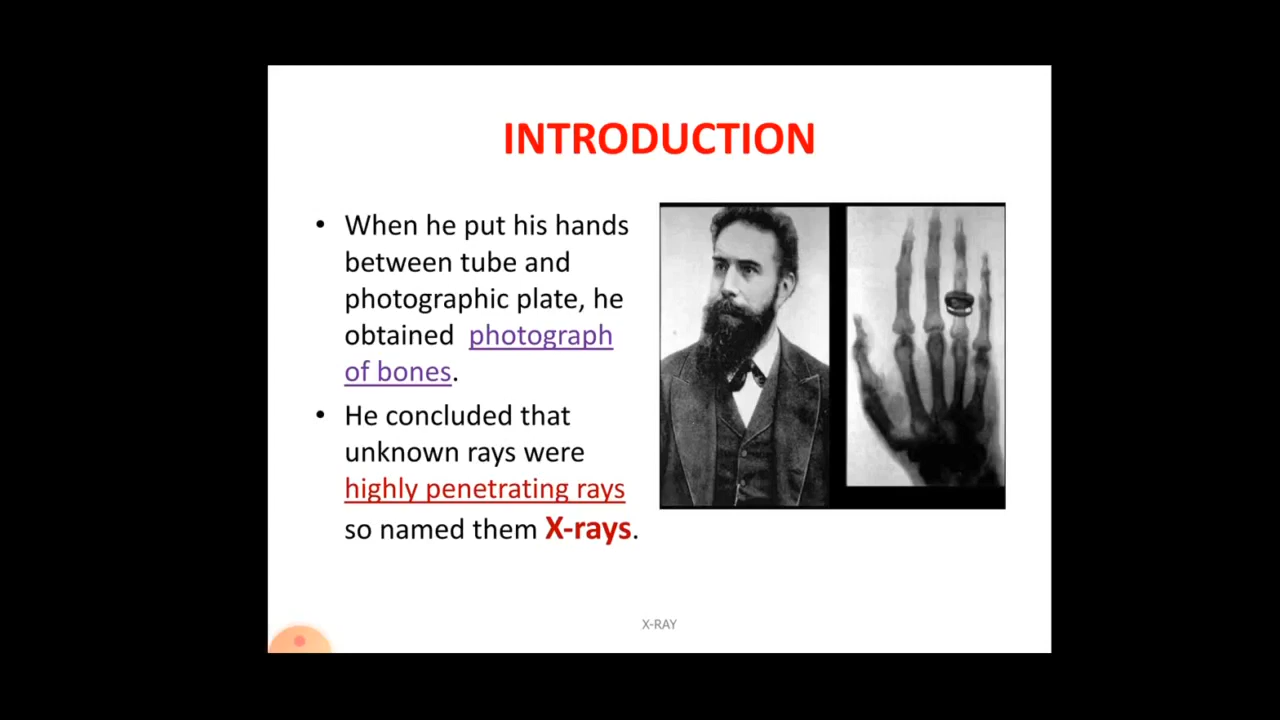 INTRODUCTION
• When he put his hands
between tube and
photographic plate, he
obtained photograph
of bones.
• He concluded that
unknown rays were
highly penetrating rays
so named them X-rays.
X-RAY